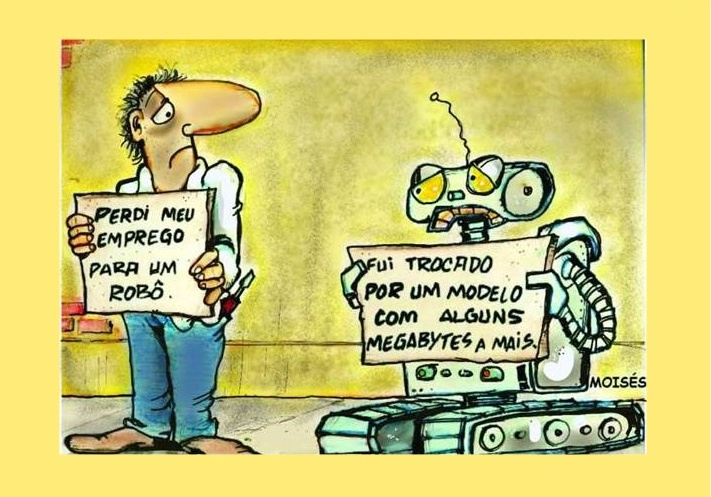 PERDI MEU
EMPREGO
PARA UM
ROBÔ.
FUI TROCADO
POR UM MODELO
COM ALGUNS
MEGABYTES A MAIS.
MOISÉS